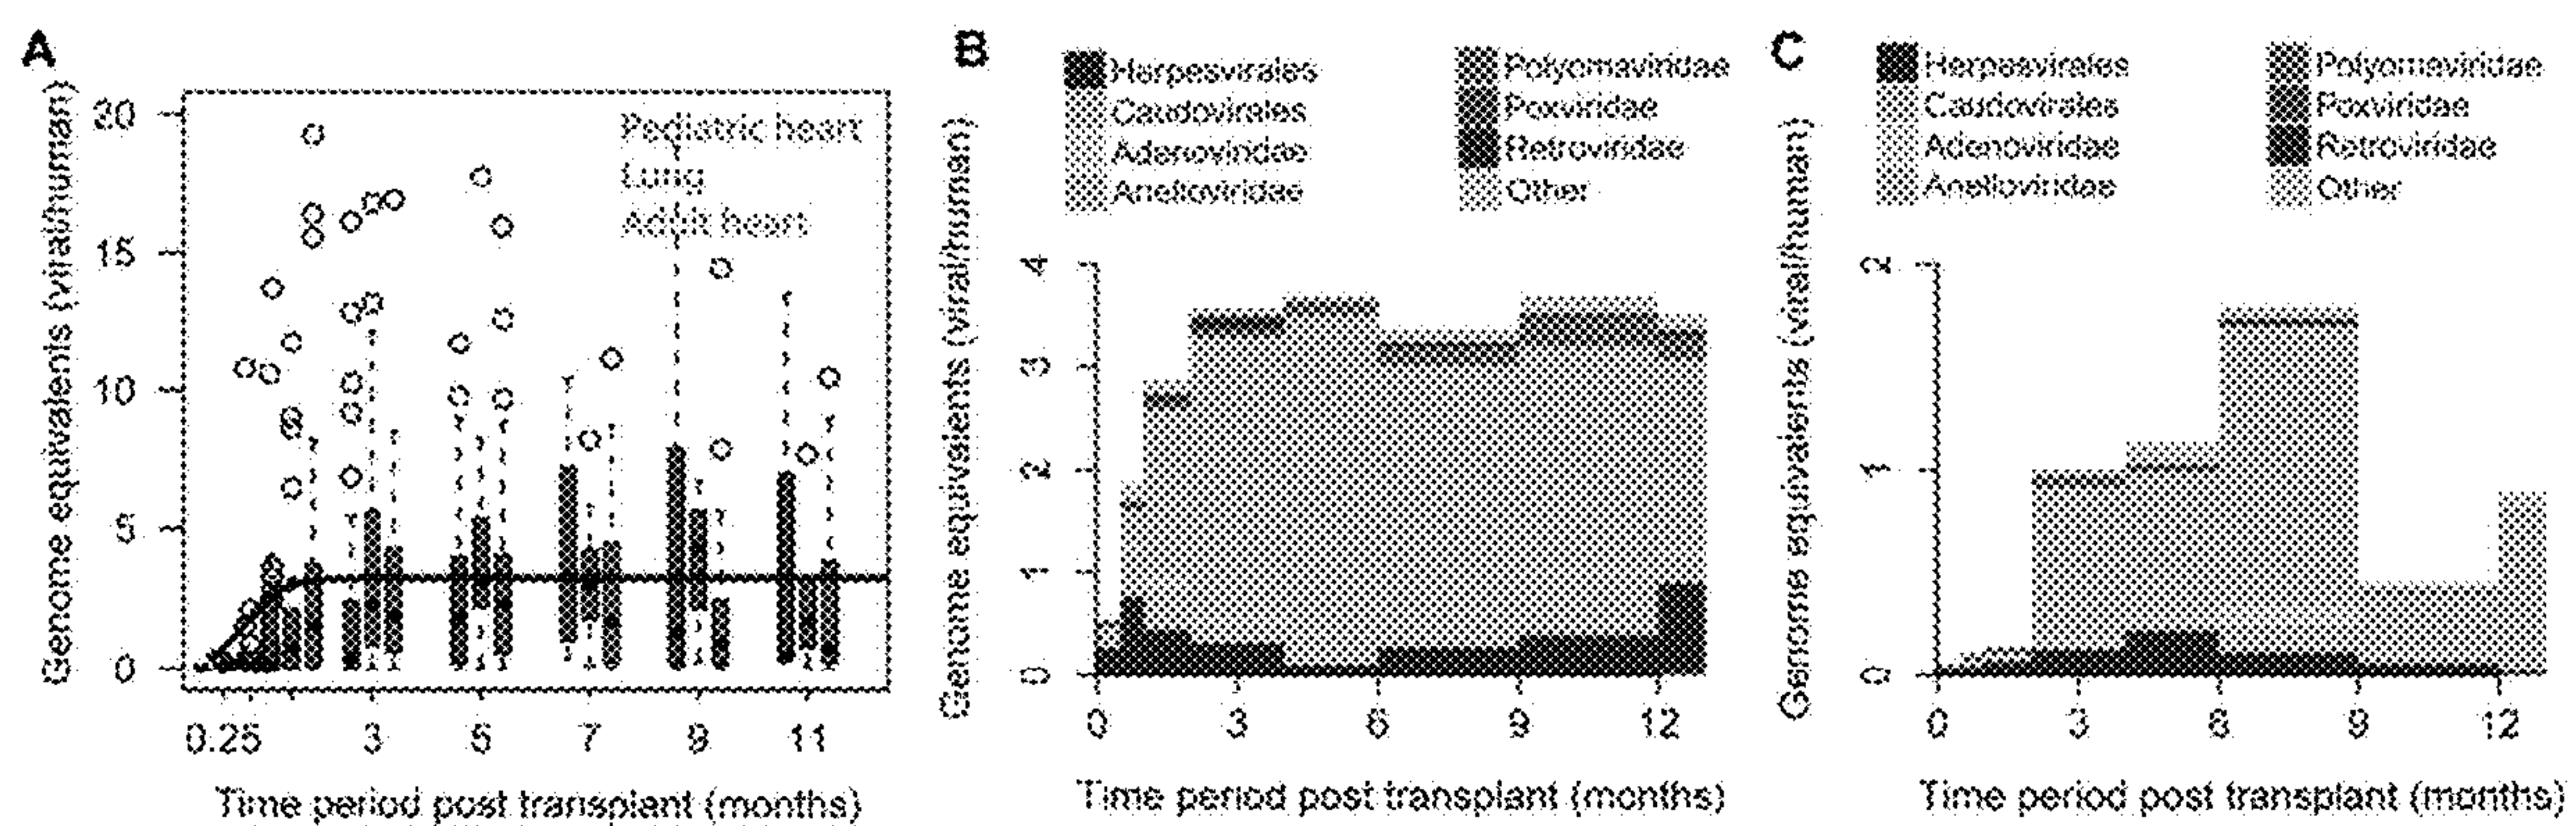 A
Genome equivalents (viral/human)
20
15
10
5
0
Pediatric heart
Lung
Adult heart
0.25 3 5 7 9 11
Time period post transplant (months)
B
Herpesvirales
Caudovirales
Adenoviridae
Anelloviridae
Polyomaviridae
Poxviridae
Retroviridae
Other
Genome equivalents (viral/human)
4
3
2
1
0
0 3 6 9 12
Time period post transplant (months)
C
Herpesvirales
Caudovirales
Adenoviridae
Anelloviridae
Polyomaviridae
Poxviridae
Retroviridae
Other
Genome equivalents (viral/human)
2
1
0
0 3 6 9 12
Time period post transplant (months)